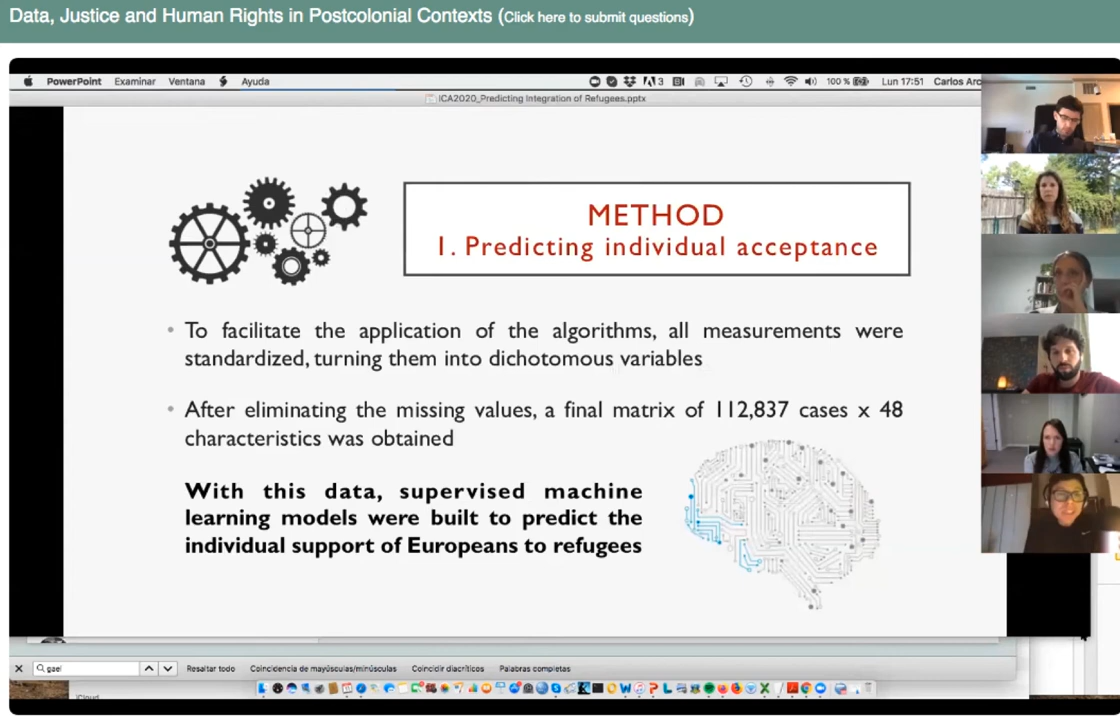 Data, Justice and Human Rights in Postcolonial Contexts (Click here to submit questions)
PowerPoint Examinar Ventana Ayuda 3 100 % Lun 17:51 Carlos Arc
ICA2020_Predicting Integration of Refugees.pptx
METHOD
1. Predicting individual acceptance
• To facilitate the application of the algorithms, all measurements were
standardized, turning them into dichotomous variables
• After eliminating the missing values, a final matrix of 112,837 cases x 48
characteristics was obtained
With this data, supervised machine
learning models were built to predict the
individual support of Europeans to refugees
gael Resaltar todo Coincidencia de mayúsculas/minúsculas Coincidir diacríticos Palabras completas
iCloud